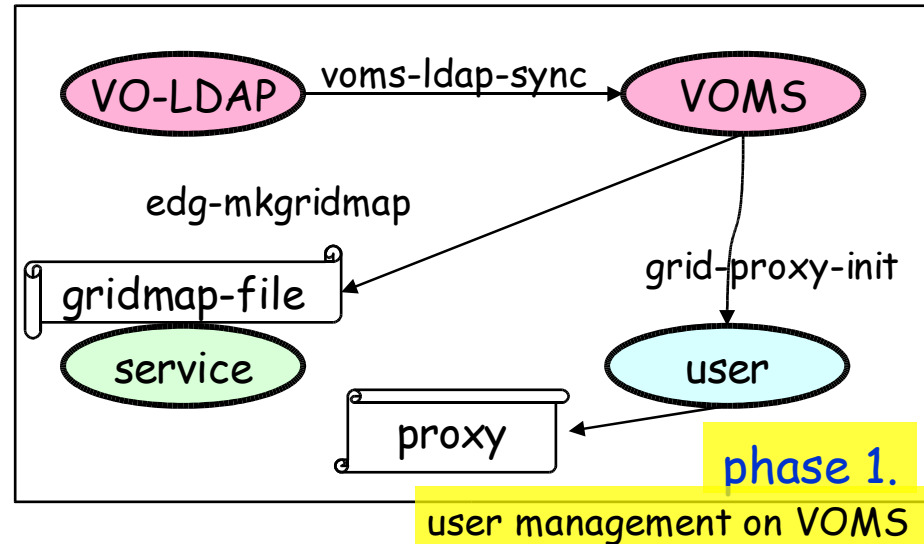 VO-LDAP
voms-ldap-sync
VOMS
edg-mkgridmap
grid-proxy-init
gridmap-file
service
user
proxy
phase 1.
user management on VOMS